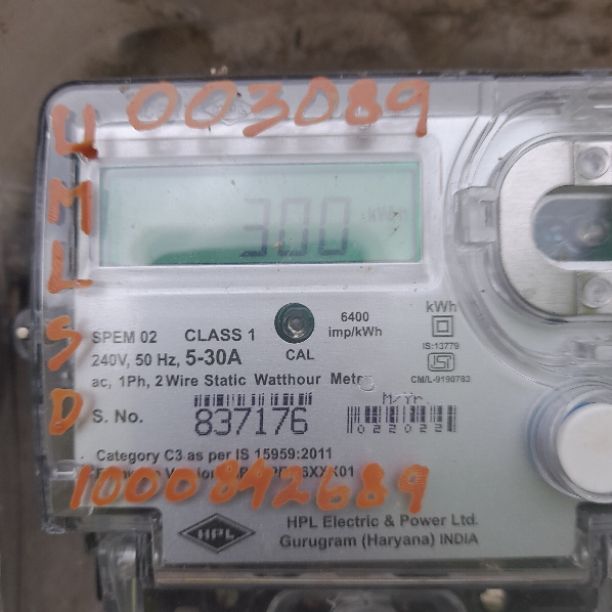 003089
U
M
L
S
D
300 kWh
SPEM 02 CLASS 1
240V, 50 Hz, 5-30A
CAL
6400
imp/kWh
kWh
IS:13779
ISI
CM/L-9190783
ac, 1Ph, 2 Wire Static Watthour Meter
S. No. 837176
M/Yr.
022022
Category C3 as per IS 15959:2011
1000842689
HPL
HPL Electric & Power Ltd.
Gurugram (Haryana) INDIA